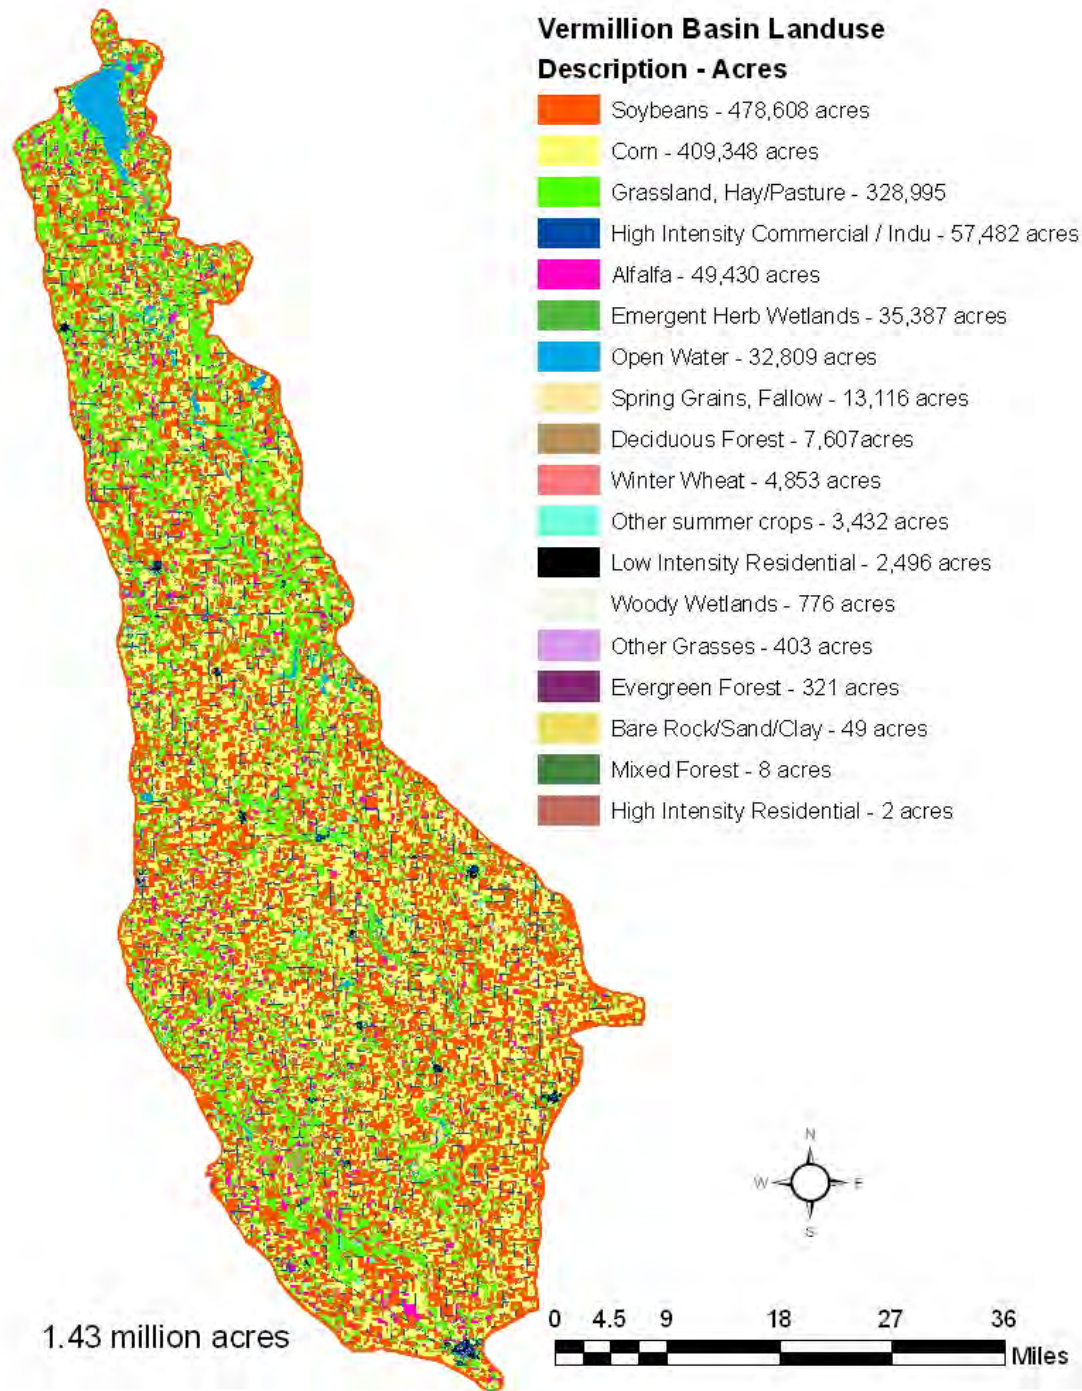 Vermillion Basin Landuse
Description - Acres
Soybeans - 478,608 acres
Corn - 409,348 acres
Grassland, Hay/Pasture - 328,995
High Intensity Commercial / Indu - 57,482 acres
Alfalfa - 49,430 acres
Emergent Herb Wetlands - 35,387 acres
Open Water - 32,809 acres
Spring Grains, Fallow - 13,116 acres
Deciduous Forest - 7,607acres
Winter Wheat - 4,853 acres
Other summer crops - 3,432 acres
Low Intensity Residential - 2,496 acres
Woody Wetlands - 776 acres
Other Grasses - 403 acres
Evergreen Forest - 321 acres
Bare Rock/Sand/Clay - 49 acres
Mixed Forest - 8 acres
High Intensity Residential - 2 acres
N
W E
S
0 4.5 9 18 27 36
Miles
1.43 million acres